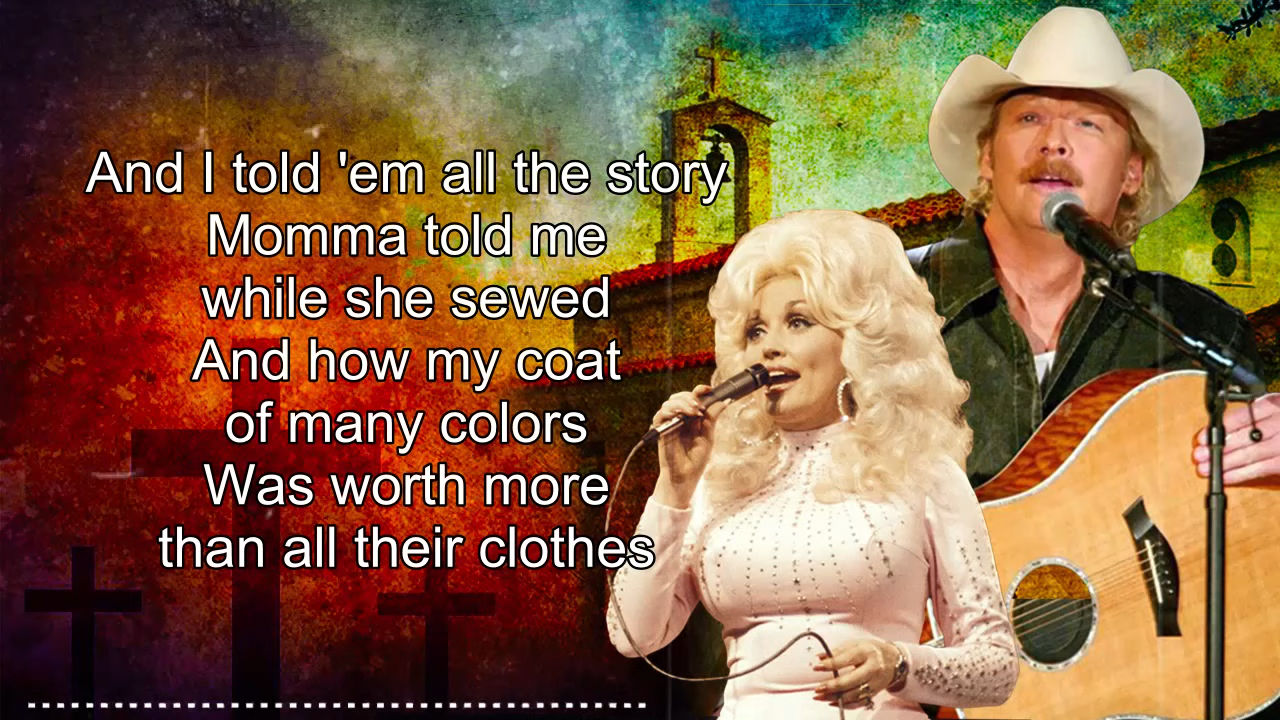 And I told 'em all the story
Momma told me
while she sewed
And how my coat
of many colors
Was worth more
than all their clothes